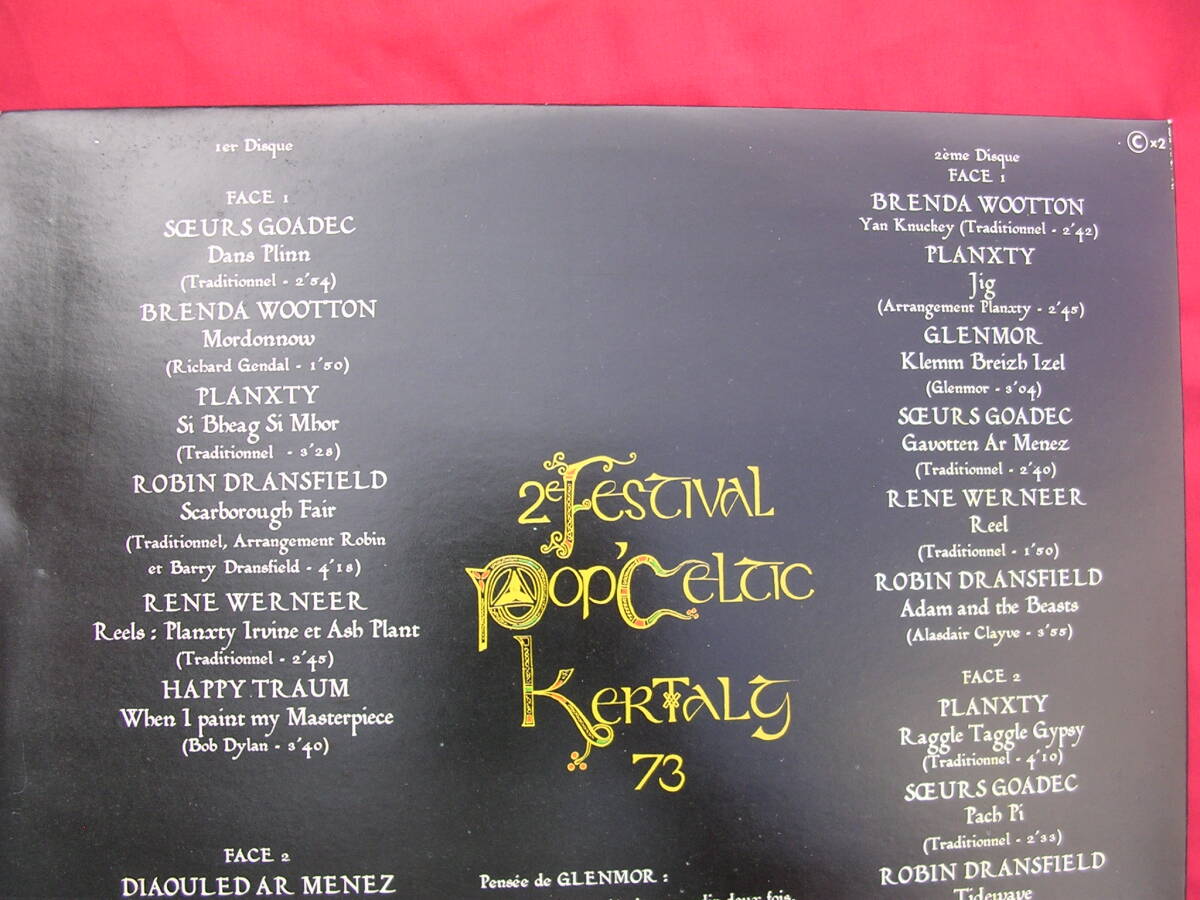 1er Disque
FACE 1
SŒURS GOADEC
Dans Plinn
(Traditionnel - 2'54)
BRENDA WOOTTON
Mordonnow
(Richard Gendal - 1'50)
PLANXTY
Si Bheag Si Mhor
(Traditionnel - 3'28)
ROBIN DRANSFIELD
Scarborough Fair
(Traditionnel, Arrangement Robin
et Barry Dransfield - 4'18)
RENE WERNEER
Reels : Planxty Irvine et Ash Plant
(Traditionnel - 2'45)
HAPPY TRAUM
When I paint my Masterpiece
(Bob Dylan - 3'40)
FACE 2
DIAOULED AR MENEZ
2e Festival
Pop'Celtic
Kertalg
73
Pensée de GLENMOR :
deux fois.
© x2
2ème Disque
FACE 1
BRENDA WOOTTON
Yan Knuckey (Traditionnel - 2'42)
PLANXTY
Jig
(Arrangement Planxty - 2'45)
GLENMOR
Klemm Breizh Izel
(Glenmor - 3'04)
SŒURS GOADEC
Gavotten Ar Menez
(Traditionnel - 2'40)
RENE WERNEER
Reel
(Traditionnel - 1'50)
ROBIN DRANSFIELD
Adam and the Beasts
(Alasdair Clayve - 3'55)
FACE 2
PLANXTY
Raggle Taggle Gypsy
(Traditionnel - 4'10)
SŒURS GOADEC
Pach Pi
(Traditionnel - 2'33)
ROBIN DRANSFIELD
Tidewave